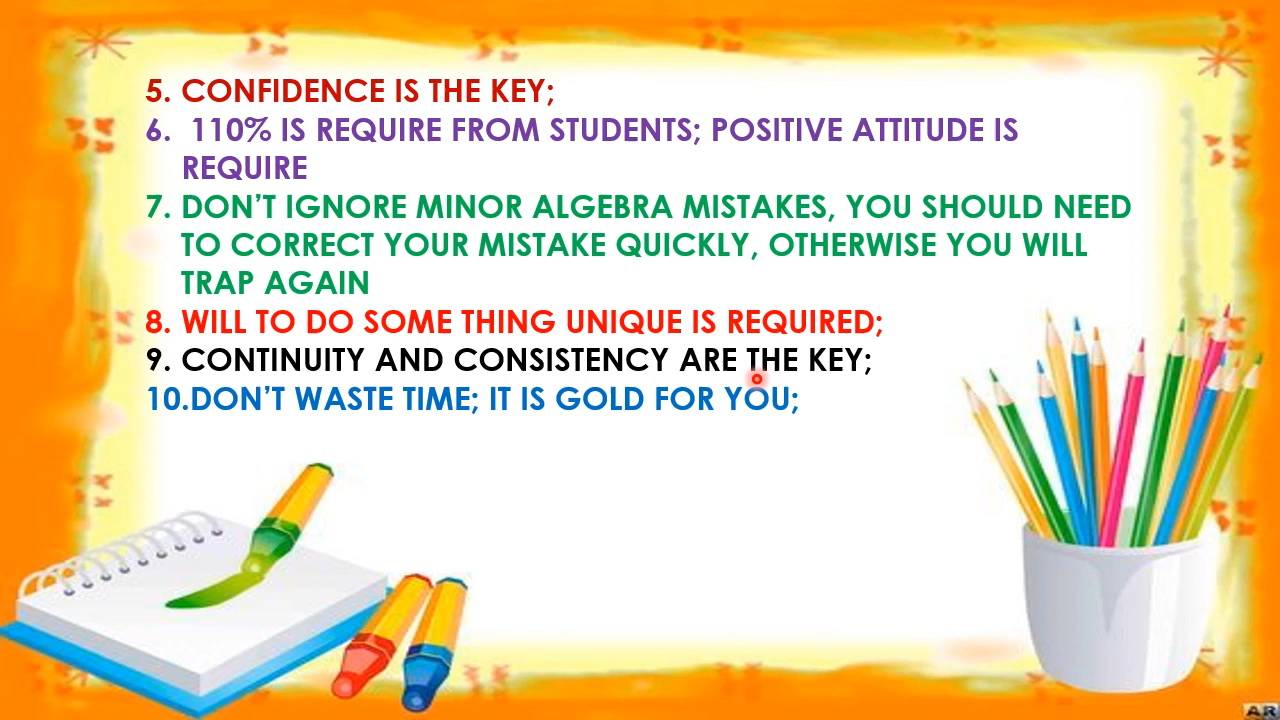 5. CONFIDENCE IS THE KEY;
6. 110% IS REQUIRE FROM STUDENTS; POSITIVE ATTITUDE IS
REQUIRE
7. DON'T IGNORE MINOR ALGEBRA MISTAKES, YOU SHOULD NEED
TO CORRECT YOUR MISTAKE QUICKLY, OTHERWISE YOU WILL
TRAP AGAIN
8. WILL TO DO SOME THING UNIQUE IS REQUIRED;
9. CONTINUITY AND CONSISTENCY ARE THE KEY;
10.DON'T WASTE TIME; IT IS GOLD FOR YOU;
AR